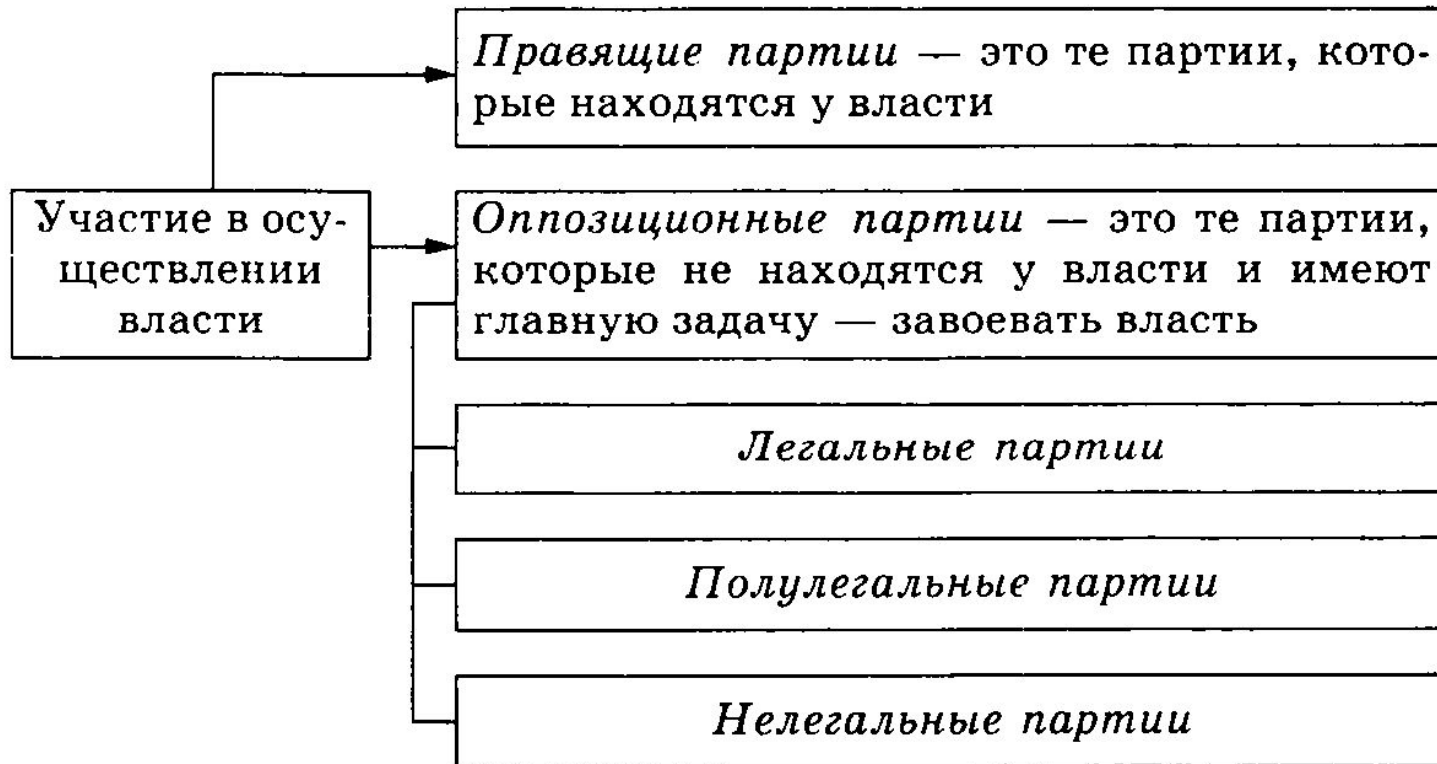 Правящие партии — это те партии, кото-
рые находятся у власти
Участие в осу-
ществлении
власти
Оппозиционные партии — это те партии,
которые не находятся у власти и имеют
главную задачу — завоевать власть
Легальные партии
Полулегальные партии
Нелегальные партии